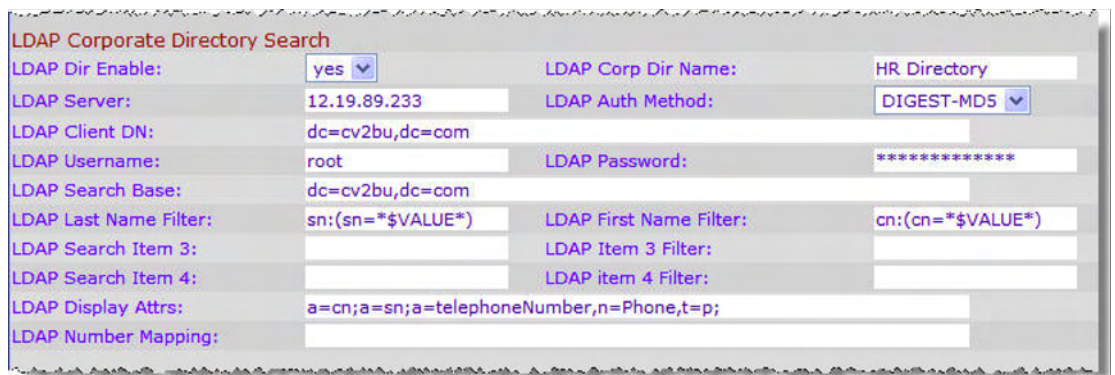 LDAP Corporate Directory Search
LDAP Dir Enable: yes LDAP Corp Dir Name: HR Directory
LDAP Server: 12.19.89.233 LDAP Auth Method: DIGEST-MD5
LDAP Client DN: dc=cv2bu,dc=com
LDAP Username: root LDAP Password: *************
LDAP Search Base: dc=cv2bu,dc=com
LDAP Last Name Filter: sn:(sn=*$VALUE*) LDAP First Name Filter: cn:(cn=*$VALUE*)
LDAP Search Item 3: LDAP Item 3 Filter:
LDAP Search Item 4: LDAP item 4 Filter:
LDAP Display Attrs: a=cn;a=sn;a=telephoneNumber,n=Phone,t=p;
LDAP Number Mapping: